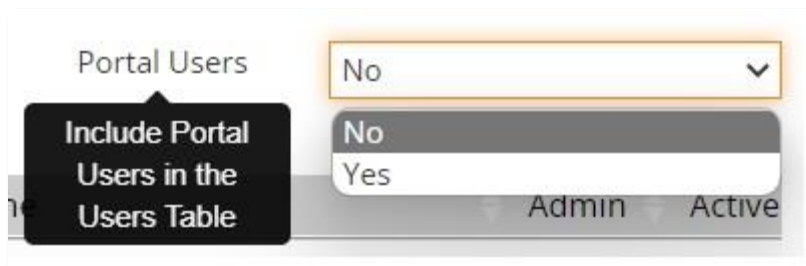 Portal Users
No
Include Portal
Users in the
Users Table
No
Yes
Admin
Active